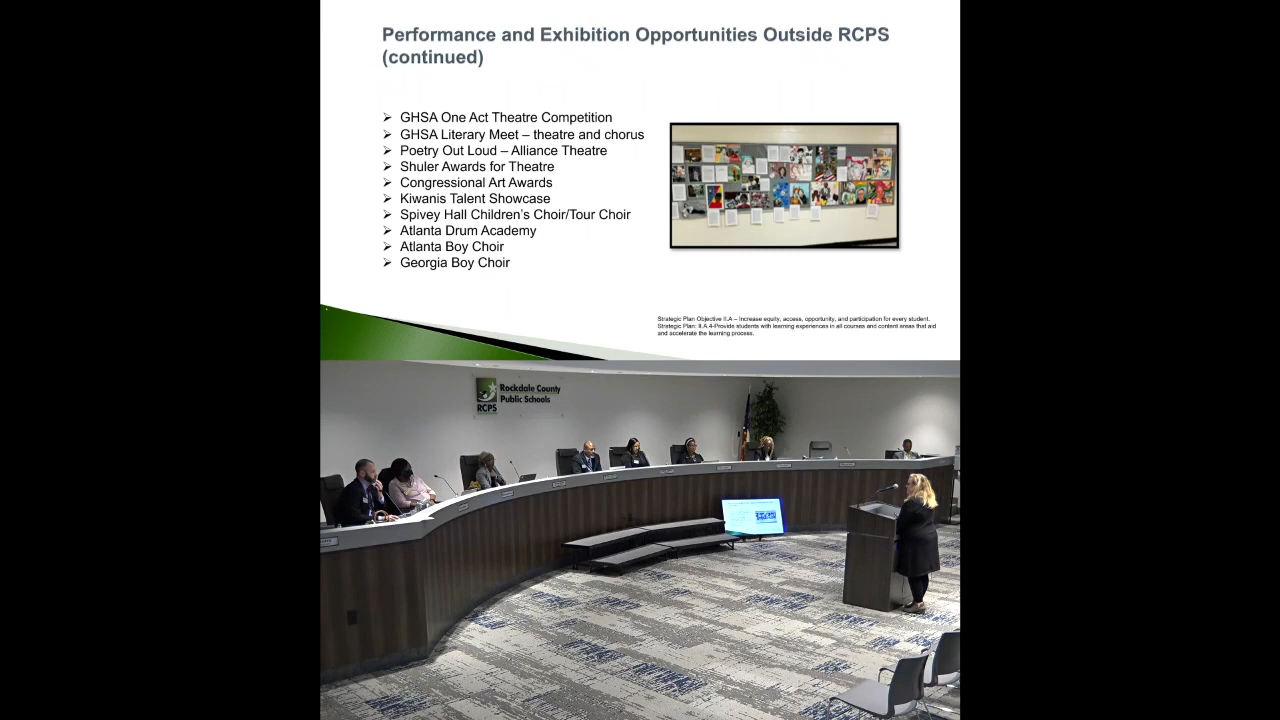 Performance and Exhibition Opportunities Outside RCPS
(continued)
➢ GHSA One Act Theatre Competition
➢ GHSA Literary Meet – theatre and chorus
➢ Poetry Out Loud – Alliance Theatre
➢ Shuler Awards for Theatre
➢ Congressional Art Awards
➢ Kiwanis Talent Showcase
➢ Spivey Hall Children's Choir/Tour Choir
➢ Atlanta Drum Academy
➢ Atlanta Boy Choir
➢ Georgia Boy Choir
Strategic Plan Objective II.A – Increase equity, access, opportunity, and participation for every student.
Strategic Plan: II.A.4-Provide students with learning experiences in all courses and content areas that aid
and accelerate the learning process.
Rockdale County
Public Schools
RCPS